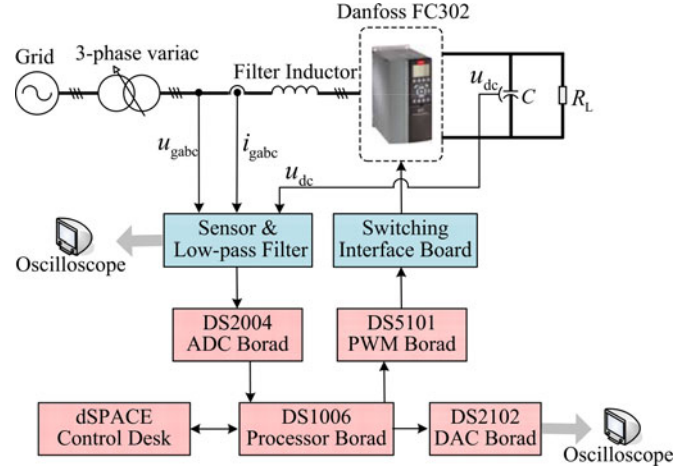 Danfoss FC302
Grid
3-phase variac
Filter Inductor
u_dc
C
R_L
u_gabc
i_gabc
u_dc
Sensor &
Low-pass Filter
Switching
Interface Board
Oscilloscope
DS2004
ADC Borad
DS5101
PWM Borad
dSPACE
Control Desk
DS1006
Processor Borad
DS2102
DAC Borad
Oscilloscope